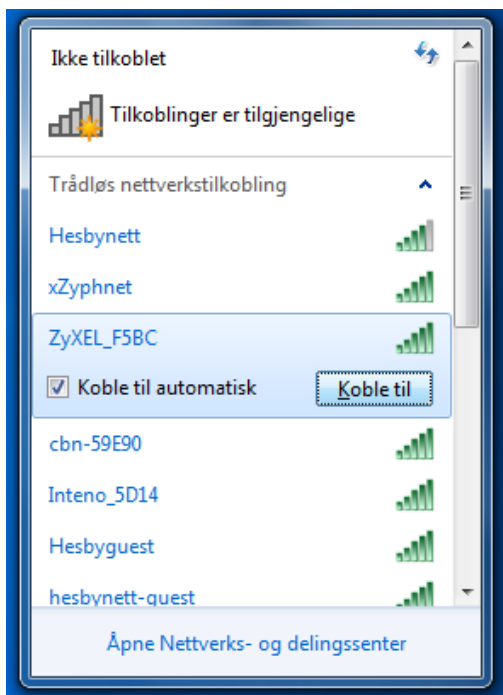 Ikke tilkoblet
Tilkoblinger er tilgjengelige
Trådløs nettverkstilkobling
Hesbynett
xZyphnet
ZyXEL_F5BC
Koble til automatisk Koble til
cbn-59E90
Inteno_5D14
Hesbyguest
hesbynett-guest
Åpne Nettverks- og delingssenter